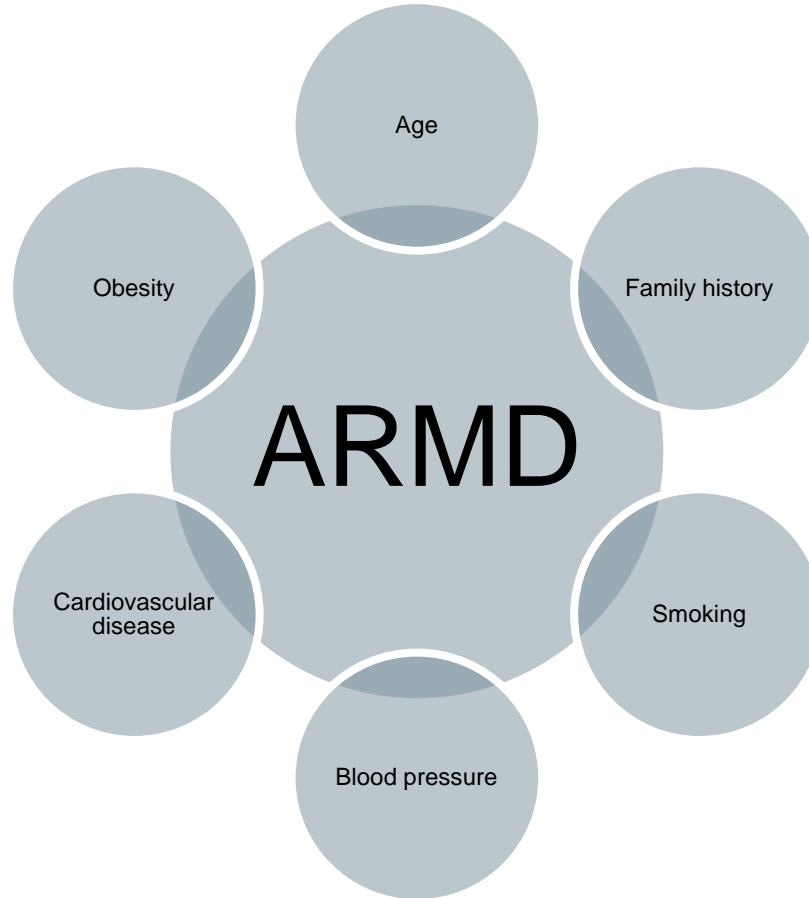 Age
Obesity
Family history
ARMD
Cardiovascular
disease
Smoking
Blood pressure